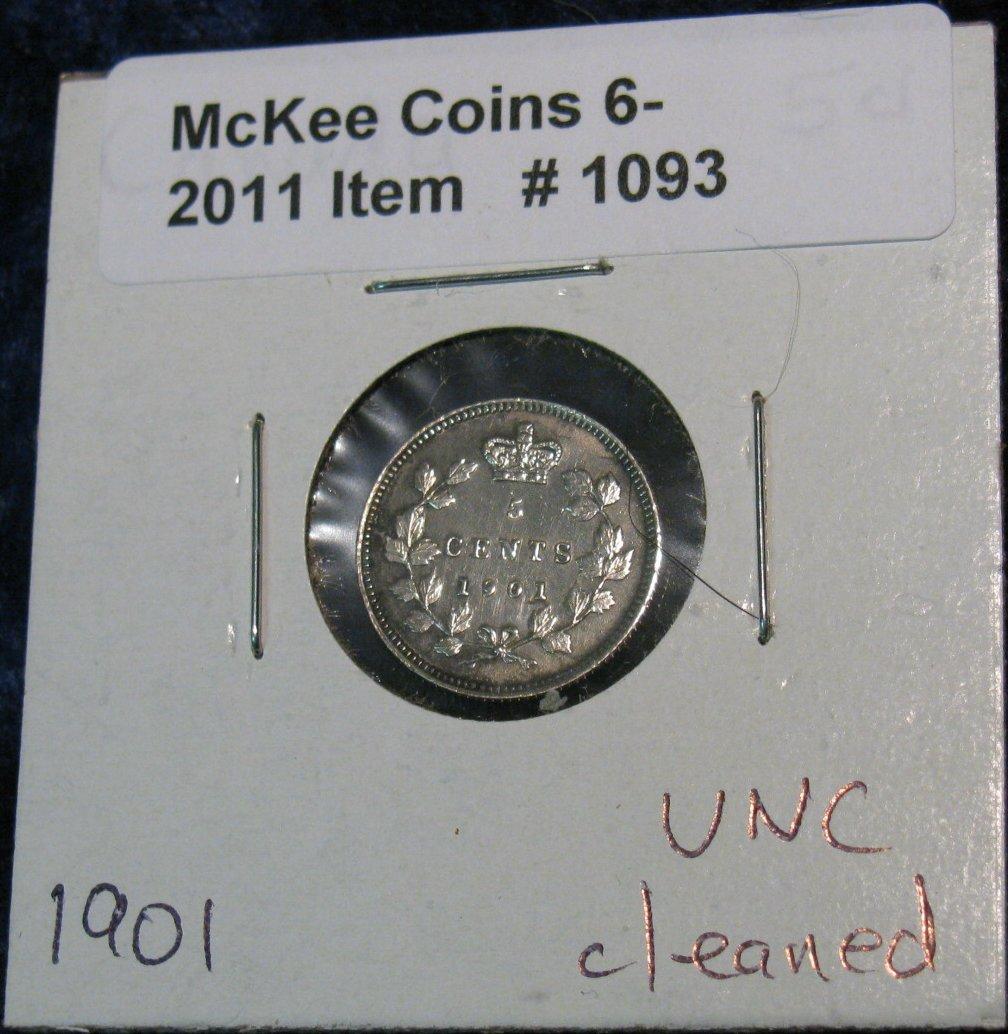 McKee Coins 6-
2011 Item # 1093
5
CENTS
1901
UNC
cleaned
1901